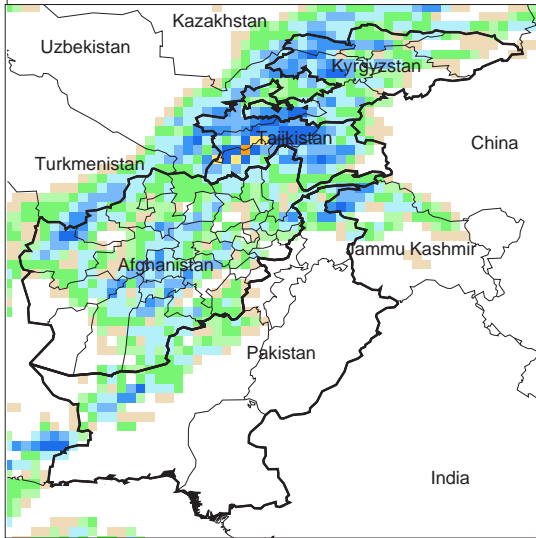 Kazakhstan
Uzbekistan
Kyrgyzstan
Tajikistan
China
Turkmenistan
Jammu Kashmir
Afghanistan
Pakistan
India